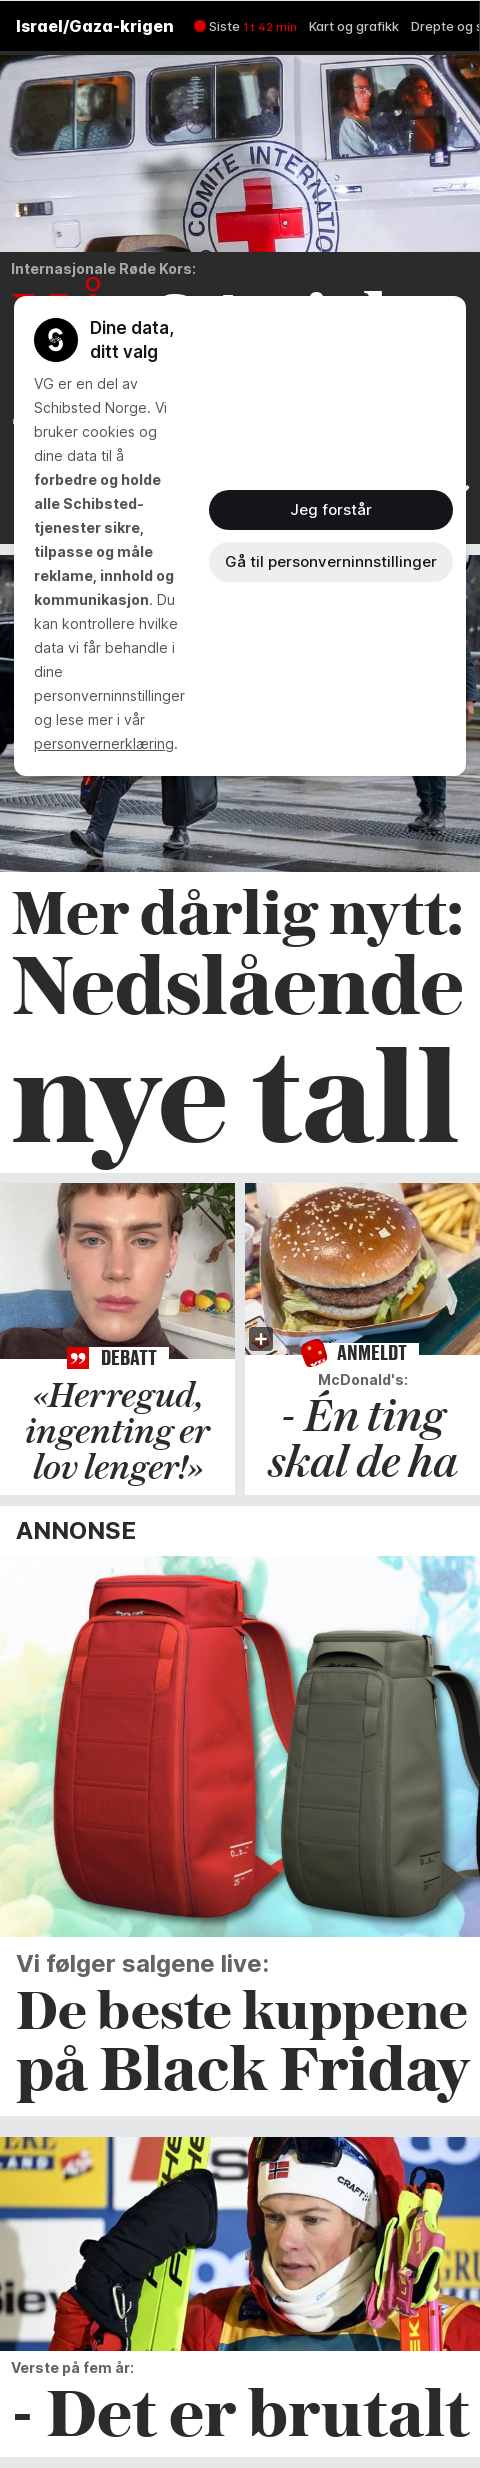 Israel/Gaza-krigen Siste 1 t 42 min Kart og grafikk Drepte og s
COMITE INTERNATI
Internasjonale Røde Kors:
Dine data,
ditt valg
VG er en del av
Schibsted Norge. Vi
bruker cookies og
dine data til å
forbedre og holde
alle Schibsted-
tjenester sikre,
tilpasse og måle
reklame, innhold og
kommunikasjon. Du
kan kontrollere hvilke
data vi får behandle i
dine
personverninnstillinger
og lese mer i vår
personvernerklæring.
Jeg forstår
Gå til personverninnstillinger
Mer dårlig nytt:
Nedslående
nye tall
DEBATT
«Herregud,
ingenting er
lov lenger!»
ANMELDT
McDonald's:
- Én ting
skal de ha
ANNONSE
Vi følger salgene live:
De beste kuppene
på Black Friday
CRAFT
Verste på fem år:
- Det er brutalt